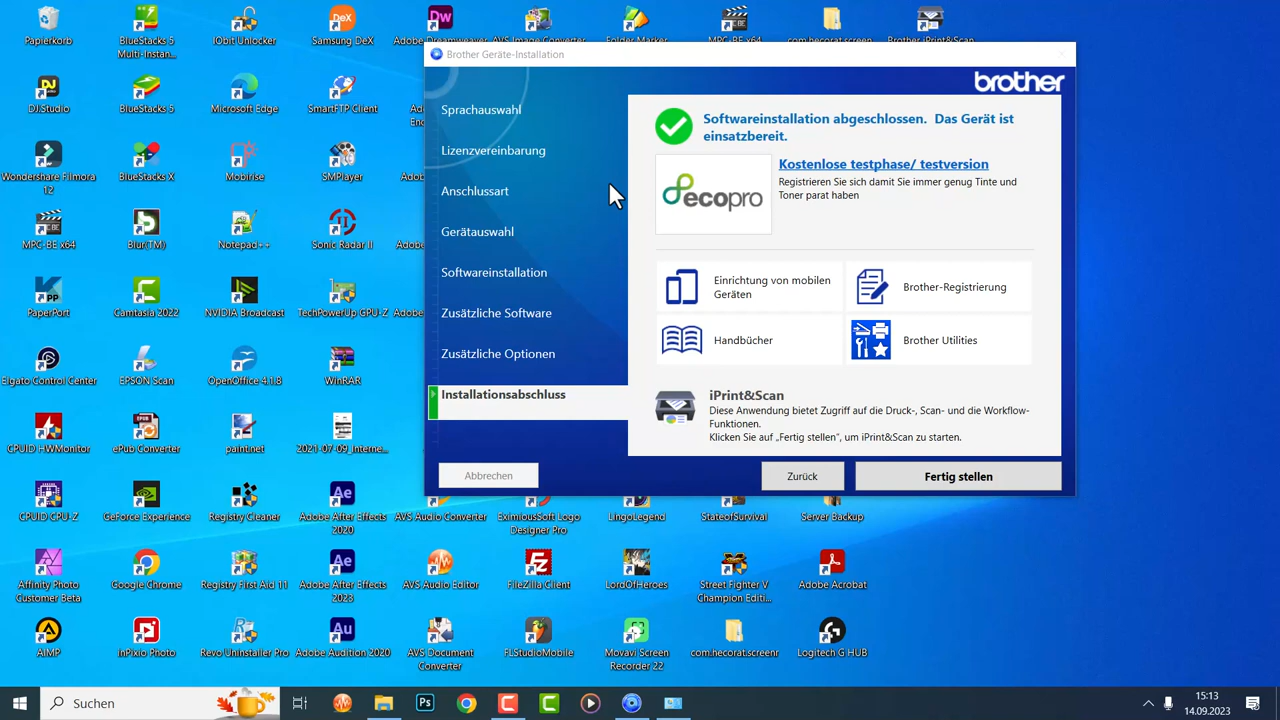 Papierkorb
BlueStacks 5
Multi-Instan...
IObit Unlocker
Samsung DeX
Adobe Dreamweaver
AVS Image Converter
Folder Marker
MPC-BE x64
com.hecorat.screen
Brother iPrint&Scan
Brother Geräte-Installation
brother
Sprachauswahl
Lizenzvereinbarung
Anschlussart
Gerätauswahl
Softwareinstallation
Zusätzliche Software
Zusätzliche Optionen
Installationsabschluss
Softwareinstallation abgeschlossen. Das Gerät ist
einsatzbereit.
ecopro
Kostenlose testphase/ testversion
Registrieren Sie sich damit Sie immer genug Tinte und
Toner parat haben
Einrichtung von mobilen
Geräten
Brother-Registrierung
Handbücher
Brother Utilities
iPrint&Scan
Diese Anwendung bietet Zugriff auf die Druck-, Scan- und die Workflow-
Funktionen.
Klicken Sie auf „Fertig stellen“, um iPrint&Scan zu starten.
Abbrechen
Zurück
Fertig stellen
DJ.Studio
BlueStacks 5
Microsoft Edge
SmartFTP Client
Wondershare Filmora
12
BlueStacks X
Mobirise
SMPlayer
MPC-BE x64
Blur(TM)
Notepad++
Sonic Radar II
PaperPort
Camtasia 2022
NVIDIA Broadcast
TechPowerUp GPU-Z
Elgato Control Center
EPSON Scan
OpenOffice 4.1.8
WinRAR
CPUID HWMonitor
ePub Converter
paintnet
2021-07-09_Interne...
CPUID CPU-Z
GeForce Experience
Registry Cleaner
Adobe After Effects
2020
AVS Audio Converter
EximiousSoft Logo
Designer Pro
LingoLegend
StateofSurvival
Server Backup
Affinity Photo
Customer Beta
Google Chrome
Registry First Aid 11
Adobe After Effects
2023
AVS Audio Editor
FileZilla Client
LordOfHeroes
Street Fighter V
Champion Editi...
Adobe Acrobat
AIMP
InPixio Photo
Revo Uninstaller Pro
Adobe Audition 2020
AVS Document
Converter
FLStudioMobile
Movavi Screen
Recorder 22
com.hecorat.screenr
Logitech G HUB
Suchen
15:13
14.09.2023